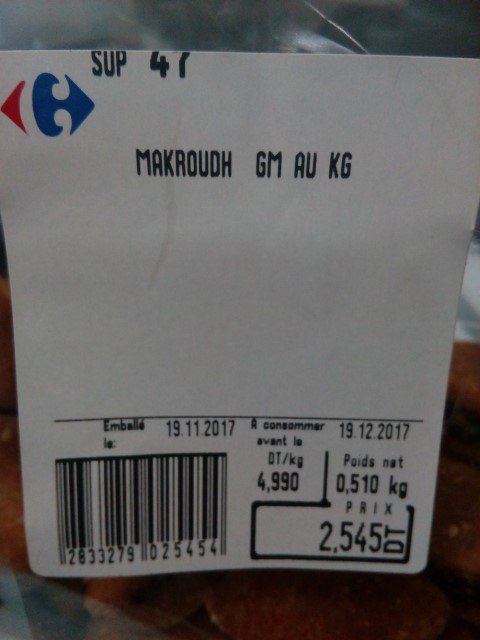 SUP 47
MAKROUDH GM AU KG
Emballé le: 19.11.2017
A consommer avant le 19.12.2017
DT/kg 4,990
Poids net 0,510 kg
PRIX
2,545 DT
2833279 025454